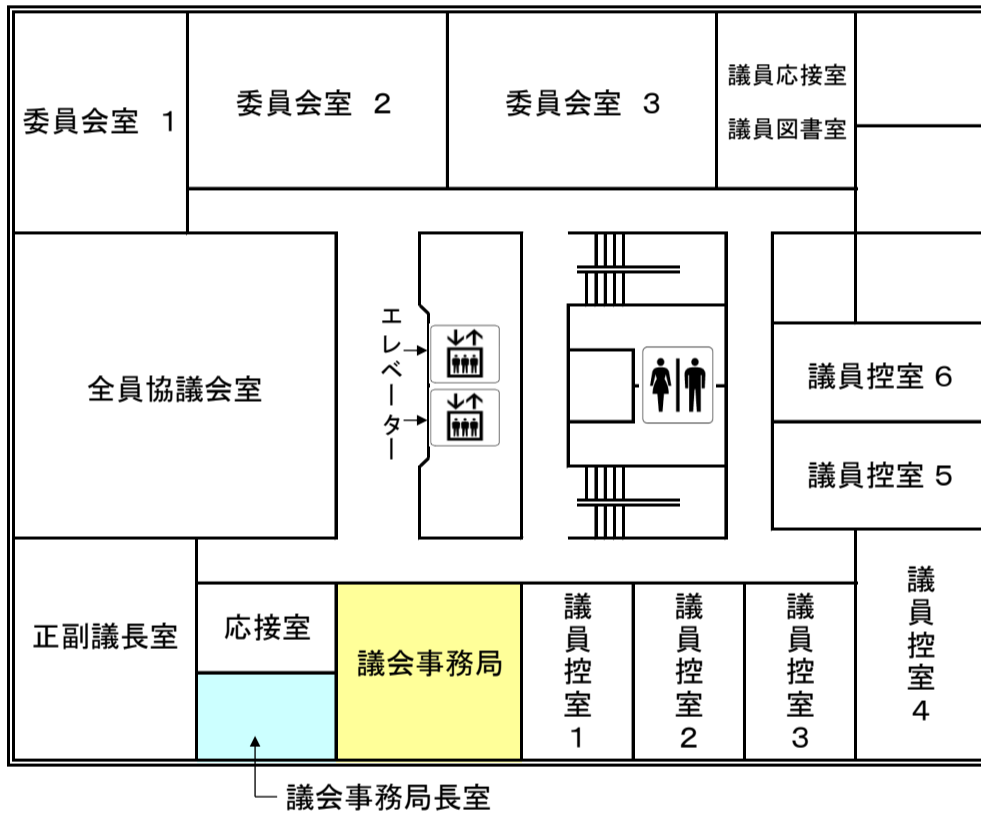 委員会室 1
委員会室 2
委員会室 3
議員応接室
議員図書室
全員協議会室
エレベーター
議員控室 6
議員控室 5
正副議長室
応接室
議会事務局
議員控室1
議員控室2
議員控室3
議員控室4
議会事務局長室